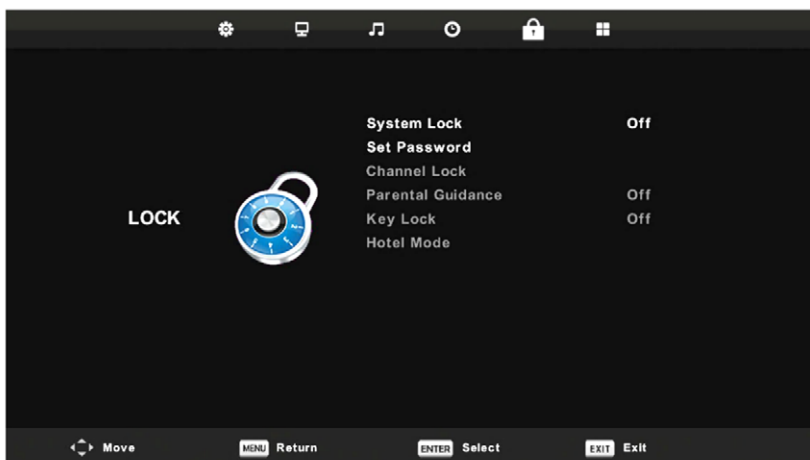 System Lock Off
Set Password
Channel Lock
Parental Guidance Off
Key Lock Off
Hotel Mode
LOCK
Move MENU Return ENTER Select EXIT Exit